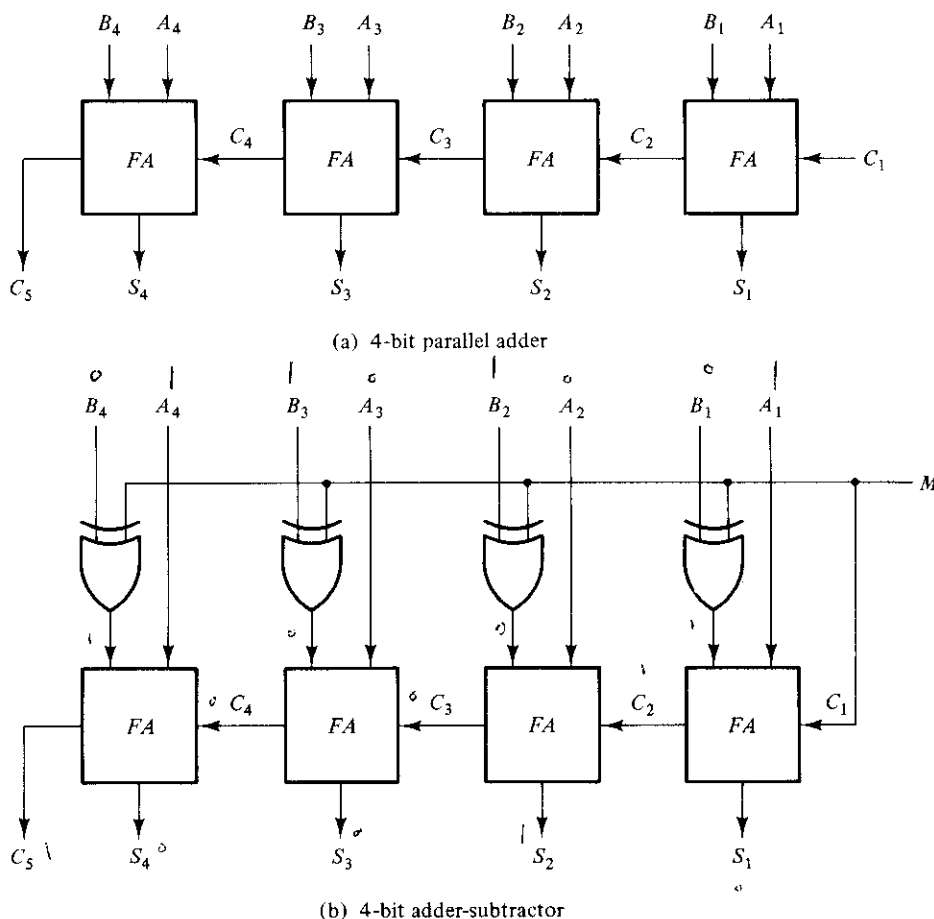 B4 A4 B3 A3 B2 A2 B1 A1
FA C4 FA C3 FA C2 FA C1
C5 S4 S3 S2 S1
(a) 4-bit parallel adder
0 1 1 0 1 0 0 1
B4 A4 B3 A3 B2 A2 B1 A1
M
1 0 0 1
FA 0 C4 FA 0 C3 FA 1 C2 FA C1
C5 1 S4 0 S3 0 1 S2 S1
0
(b) 4-bit adder-subtractor